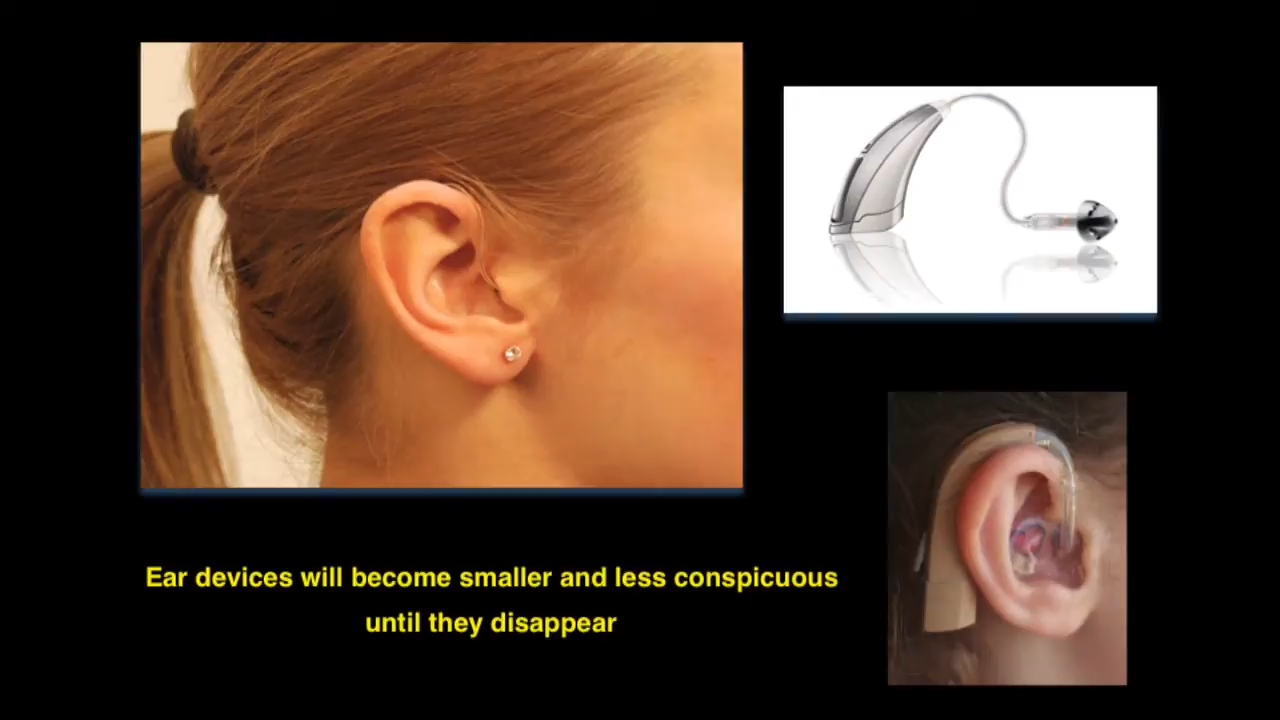 Ear devices will become smaller and less conspicuous
until they disappear